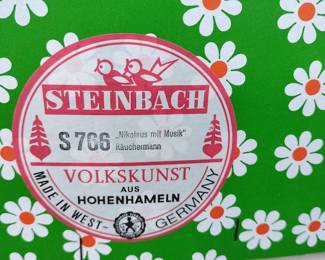 STEINBACH
S 766 „Nikolaus mit Musik"
Räuchermann
VOLKSKUNST
AUS
HOHENHAMELN
MADE IN WEST-GERMANY